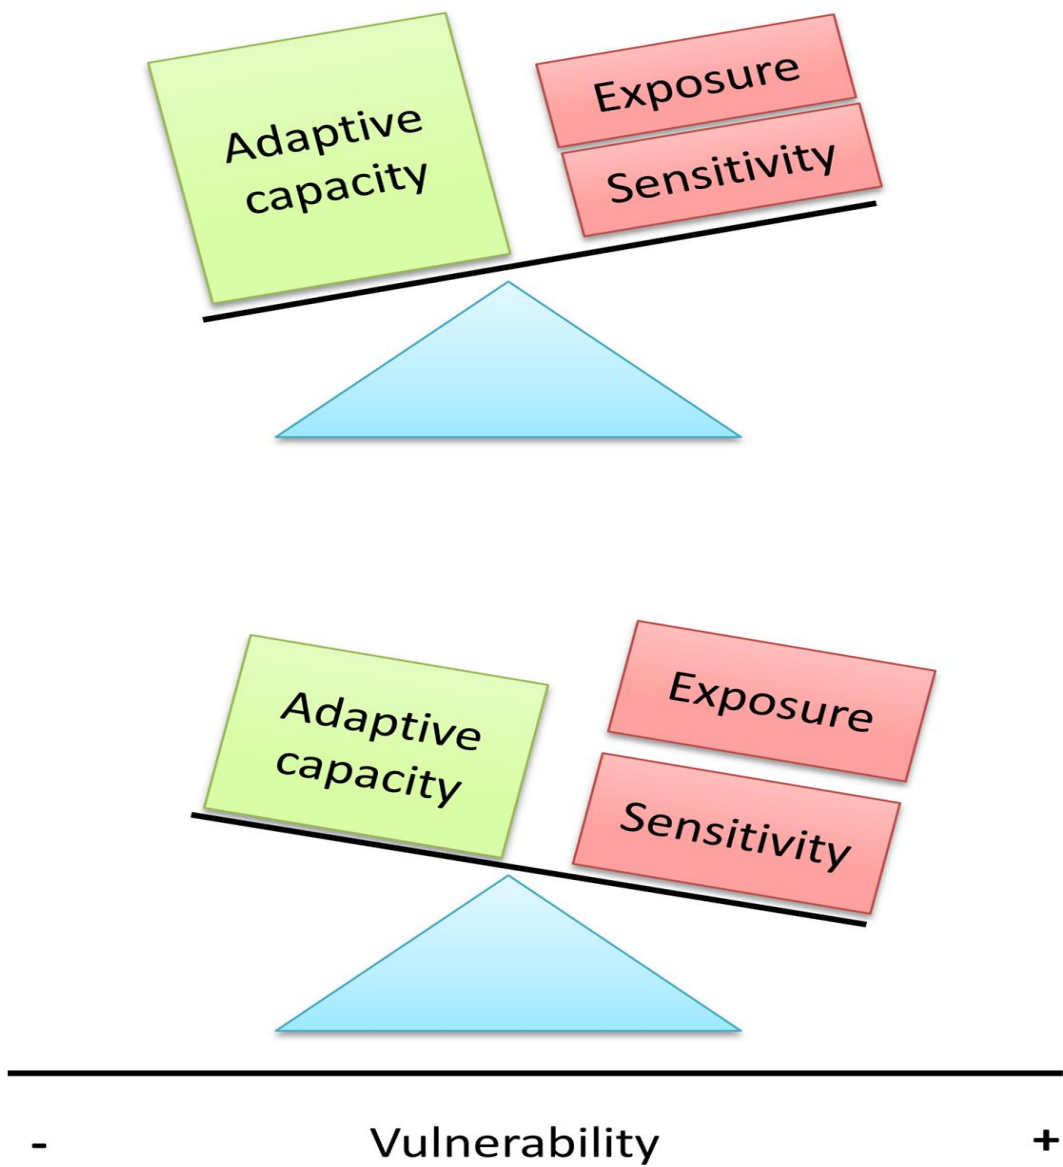 Adaptive
capacity
Exposure
Sensitivity
Adaptive
capacity
Exposure
Sensitivity
- Vulnerability +